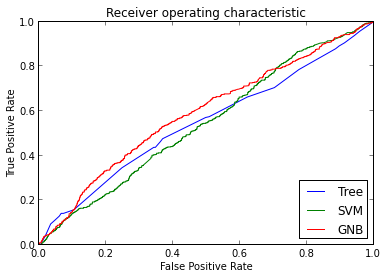 Receiver operating characteristic
True Positive Rate
1.0
0.8
0.6
0.4
0.2
0.0
Tree
SVM
GNB
0.0 0.2 0.4 0.6 0.8 1.0
False Positive Rate